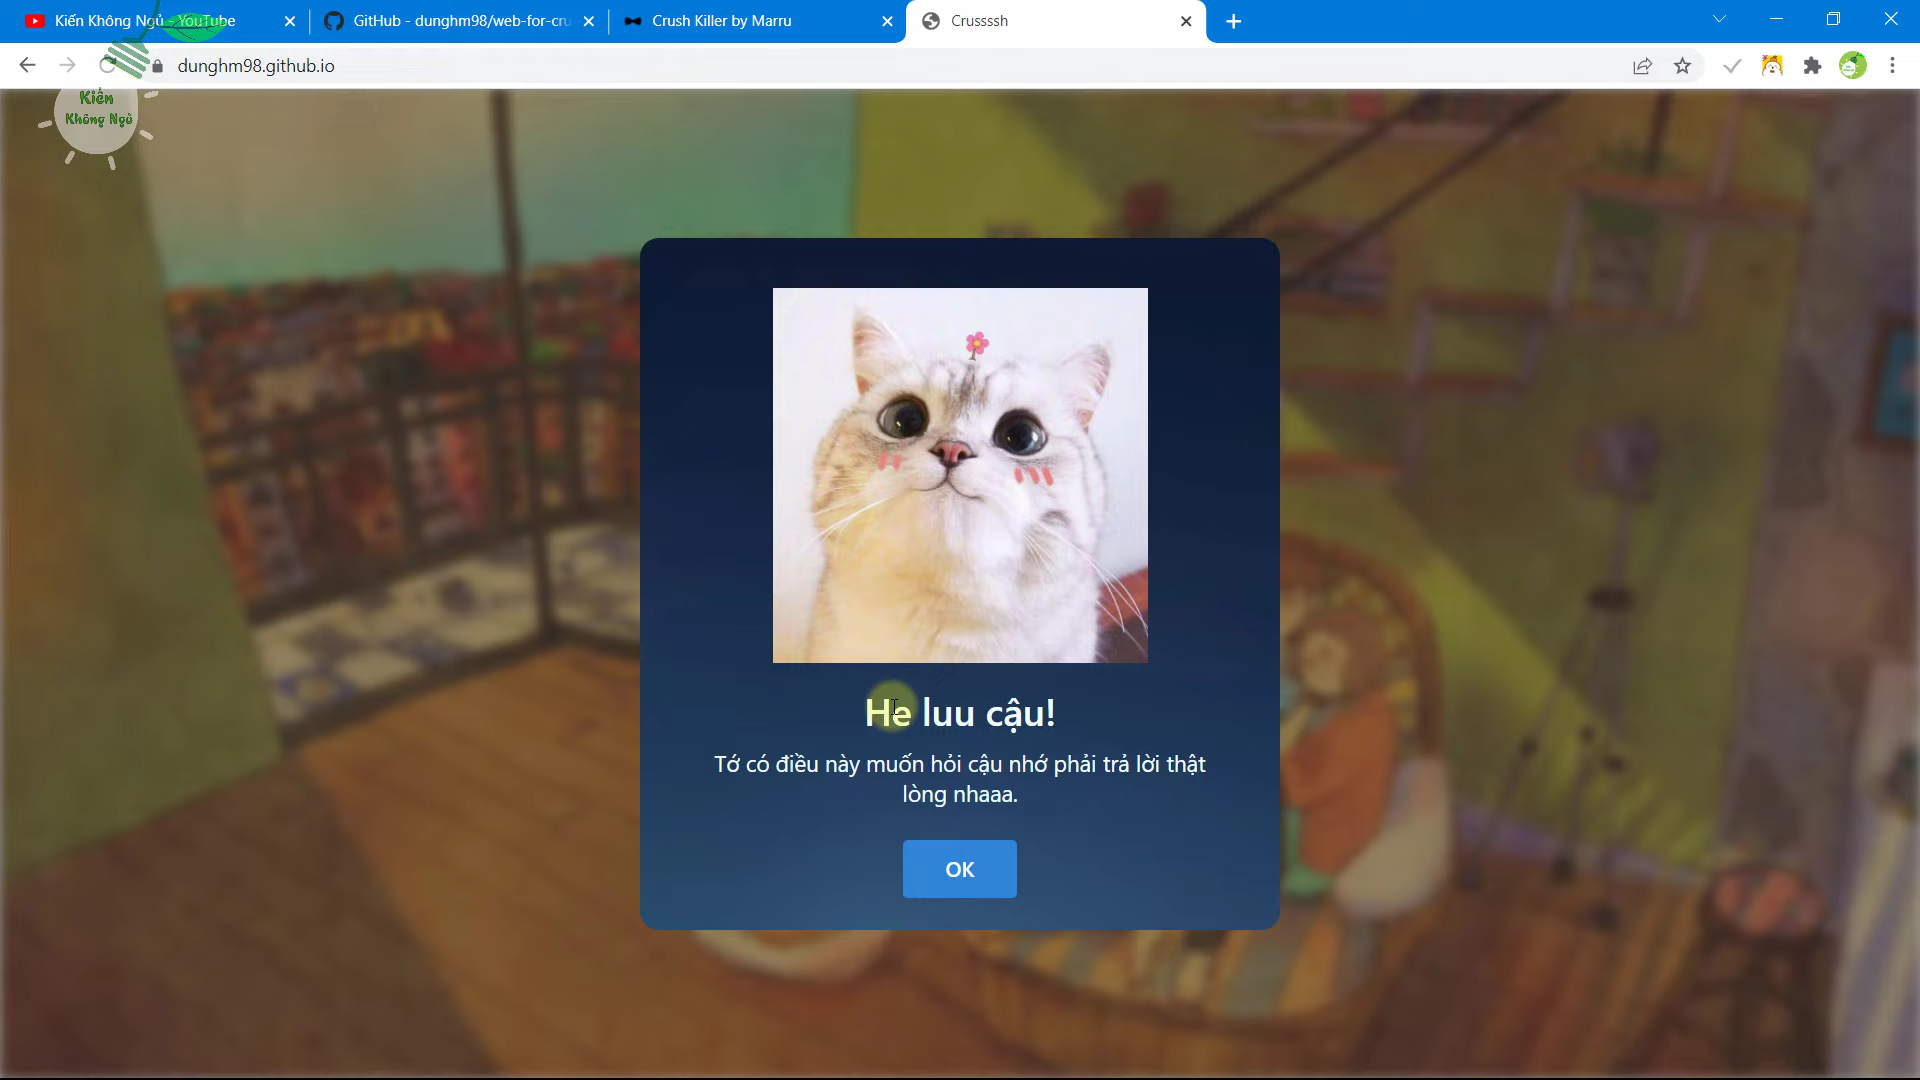 Kiến Không Ngủ - YouTube
GitHub - dunghm98/web-for-cru
Crush Killer by Marru
Crussssh
dunghm98.github.io
Kiến
Không Ngủ
He luu cậu!
Tớ có điều này muốn hỏi cậu nhớ phải trả lời thật
lòng nhaaa.
OK